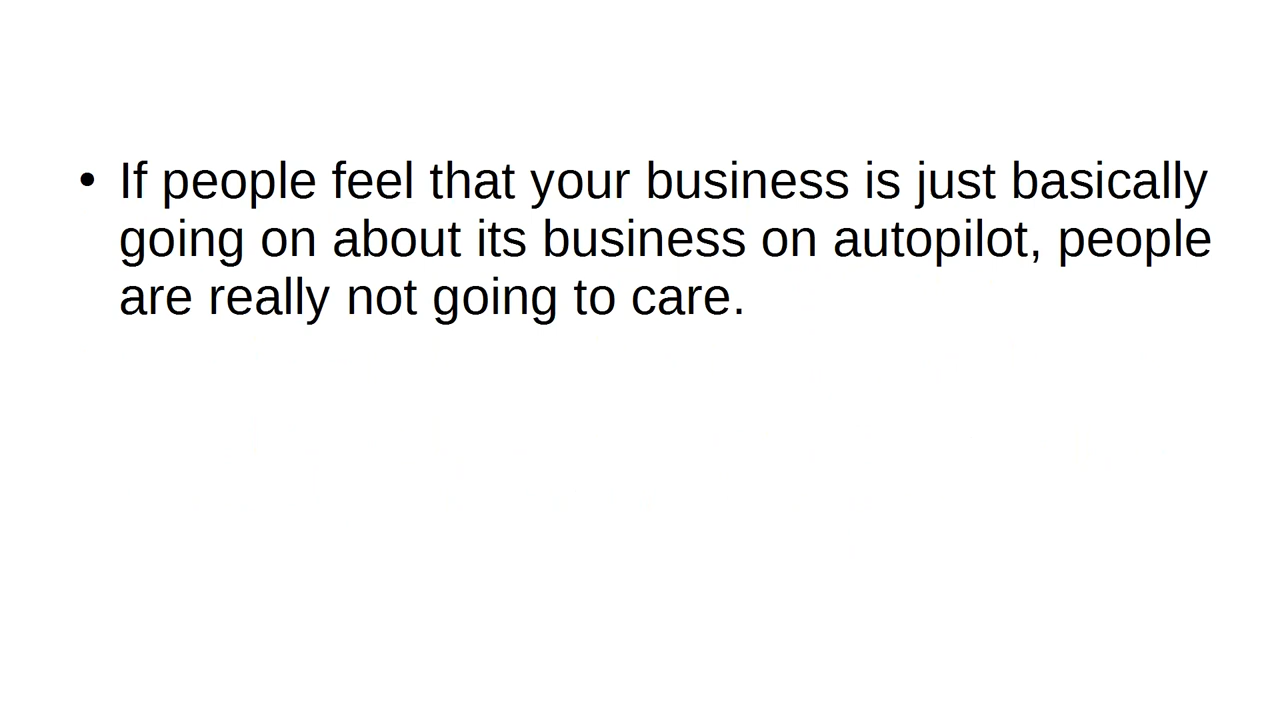 • If people feel that your business is just basically
going on about its business on autopilot, people
are really not going to care.